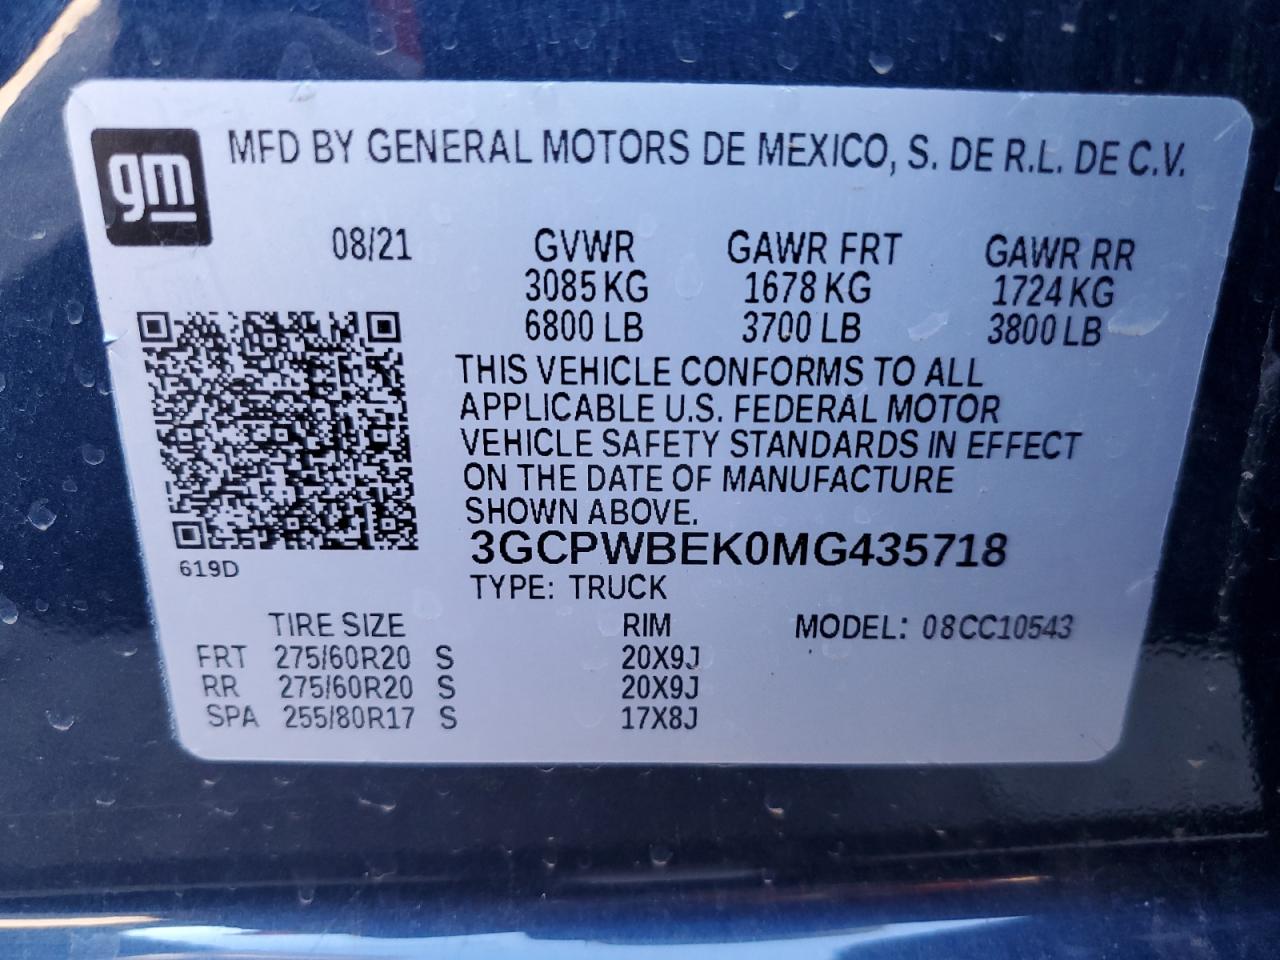 gm
MFD BY GENERAL MOTORS DE MEXICO, S. DE R.L. DE C.V.
08/21 GVWR GAWR FRT GAWR RR
3085 KG 1678 KG 1724 KG
6800 LB 3700 LB 3800 LB
THIS VEHICLE CONFORMS TO ALL
APPLICABLE U.S. FEDERAL MOTOR
VEHICLE SAFETY STANDARDS IN EFFECT
ON THE DATE OF MANUFACTURE
SHOWN ABOVE.
3GCPWBEK0MG435718
619D
TYPE: TRUCK
TIRE SIZE RIM MODEL: 08CC10543
FRT 275/60R20 S 20X9J
RR 275/60R20 S 20X9J
SPA 255/80R17 S 17X8J